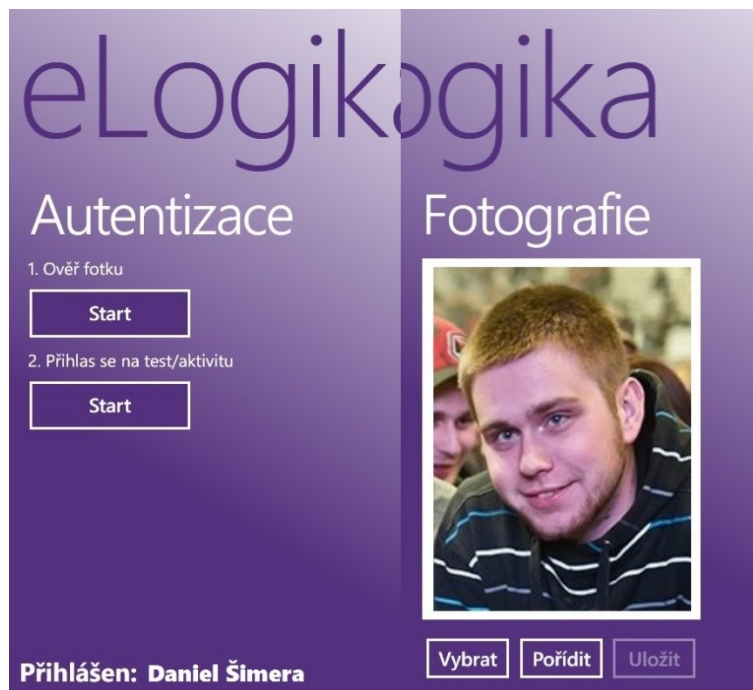 eLogik
Autentizace
1. Ověř fotku
Start
2. Přihlas se na test/aktivitu
Start
Přihlášen: Daniel Šimera
ogika
Fotografie
Vybrat
Pořídit
Uložit